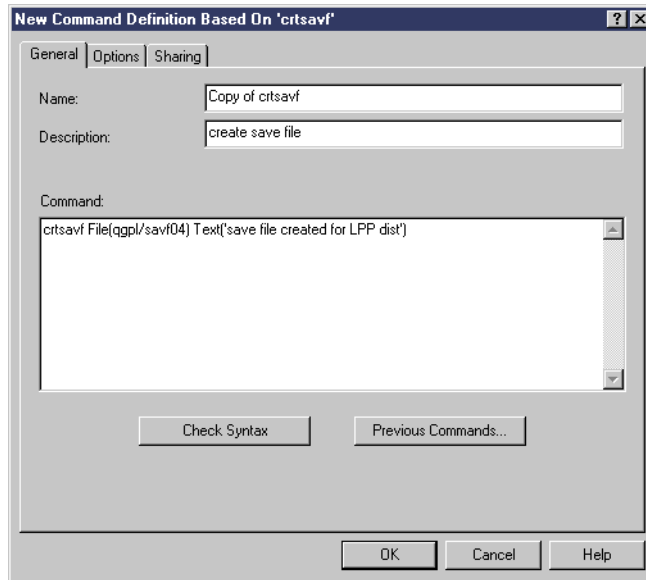 New Command Definition Based On 'crtsavf'
General Options Sharing
Name: Copy of crtsavf
Description: create save file
Command:
crtsavf File(qgpl/savf04) Text('save file created for LPP dist')
Check Syntax Previous Commands...
OK Cancel Help